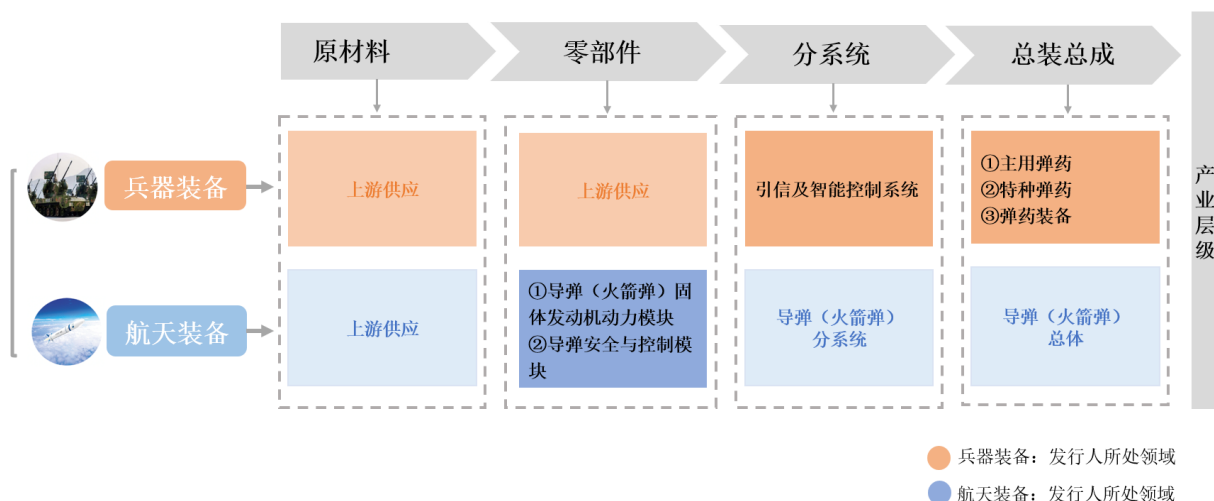 原材料
零部件
分系统
总装总成
兵器装备
上游供应
上游供应
引信及智能控制系统
①主用弹药
②特种弹药
③弹药装备
航天装备
上游供应
①导弹（火箭弹）固
体发动机动力模块
②导弹安全与控制模
块
导弹（火箭弹）
分系统
导弹（火箭弹）
总体
产业层级
兵器装备：发行人所处领域
航天装备：发行人所处领域